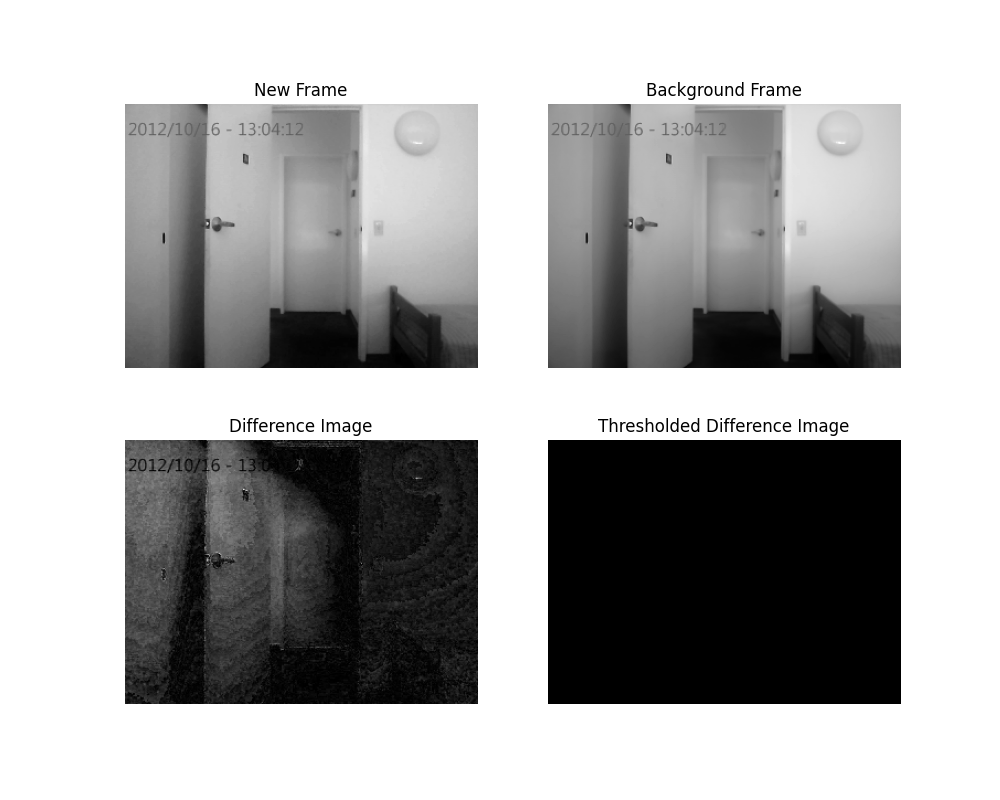 New Frame
Background Frame
2012/10/16 - 13:04:12
2012/10/16 - 13:04:12
Difference Image
Thresholded Difference Image
2012/10/16 - 13:0